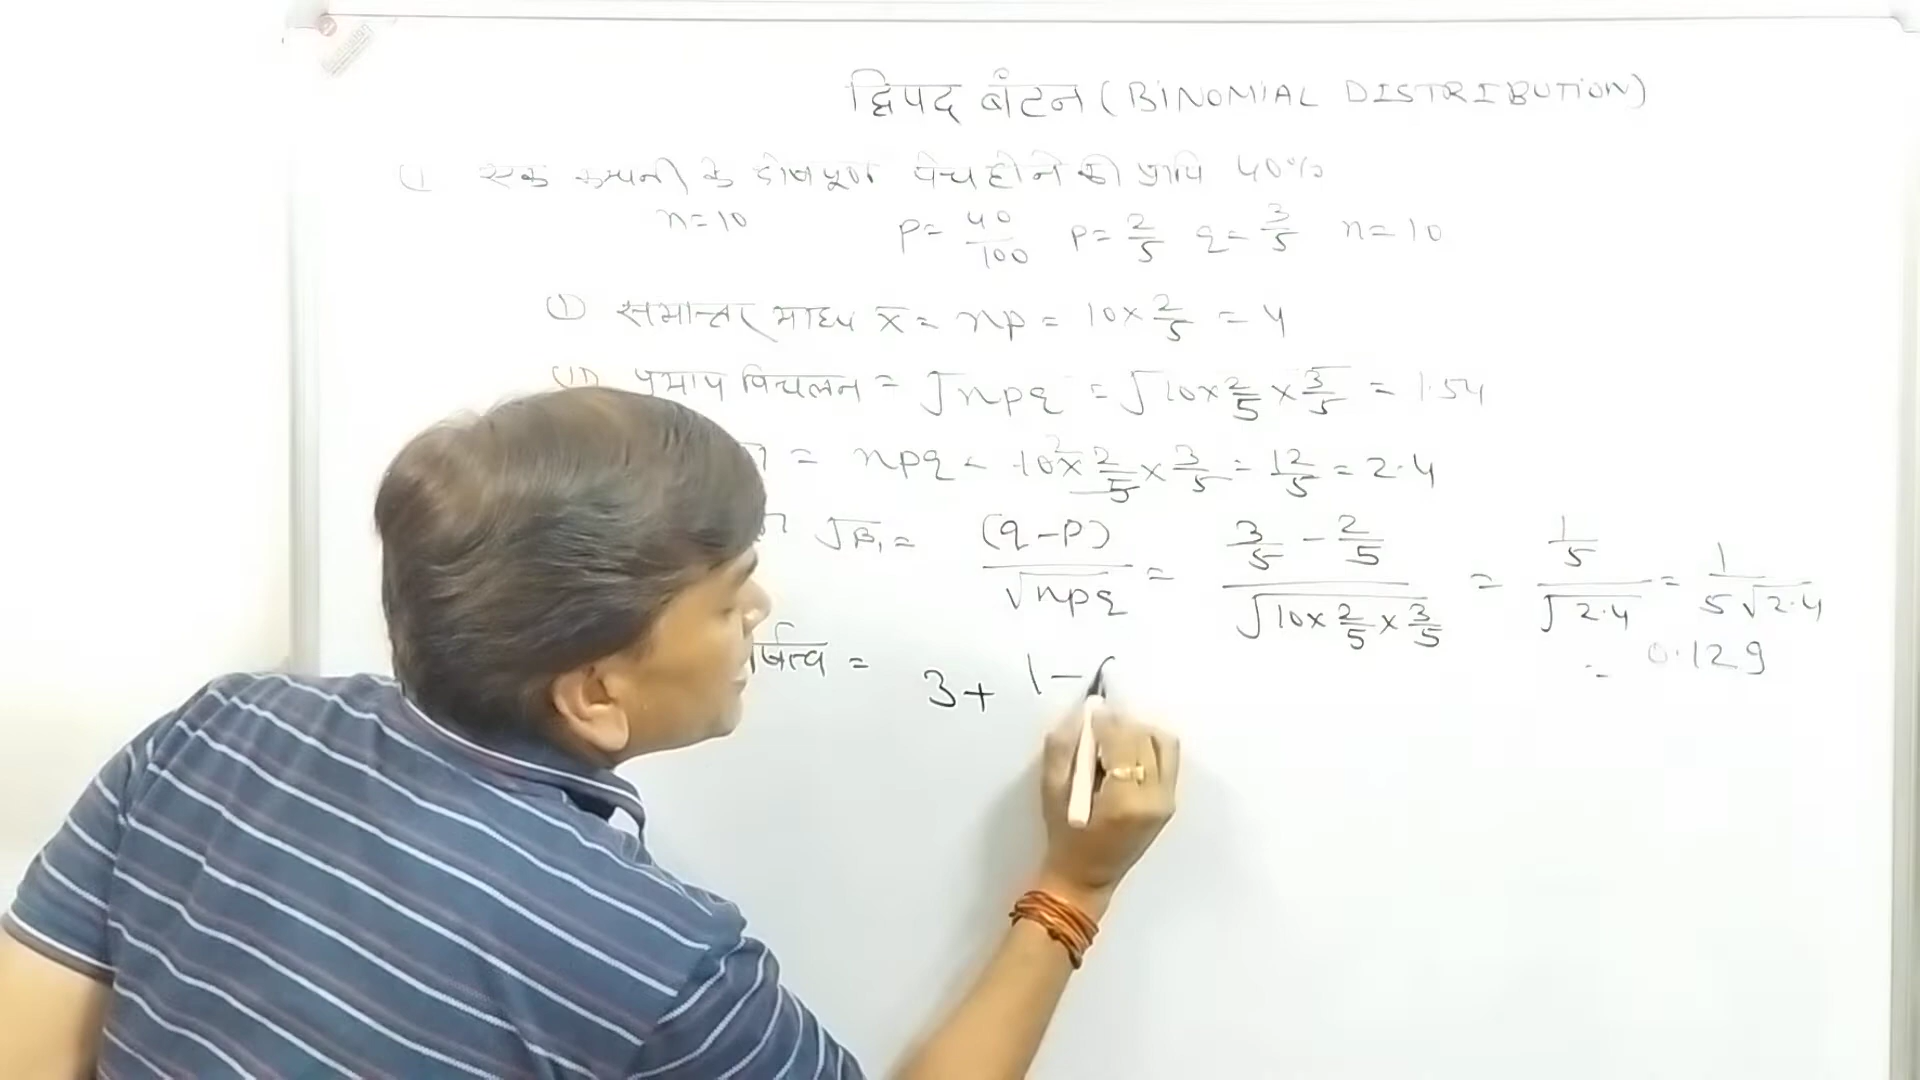 द्विपद बंटन (BINOMIAL DISTRIBUTION)
① एक कम्पनी के दोषपूर्ण पेच होने की प्रायि 40%
n=10 p= 40/100 p= 2/5 q= 3/5 n=10
① समान्तर माध्य x̄ = np = 10 × 2/5 = 4
(II) प्रमाप विचलन = √npq = √10 × 2/5 × 3/5 = 1.54
= npq = 10 × 2/5 × 3/5 = 12/5 = 2.4
√β₁ = (q-p)/√npq = (3/5 - 2/5)/√10 × 2/5 × 3/5 = (1/5)/√2.4 = 1/5√2.4
= 0.129
= 3+ 1-